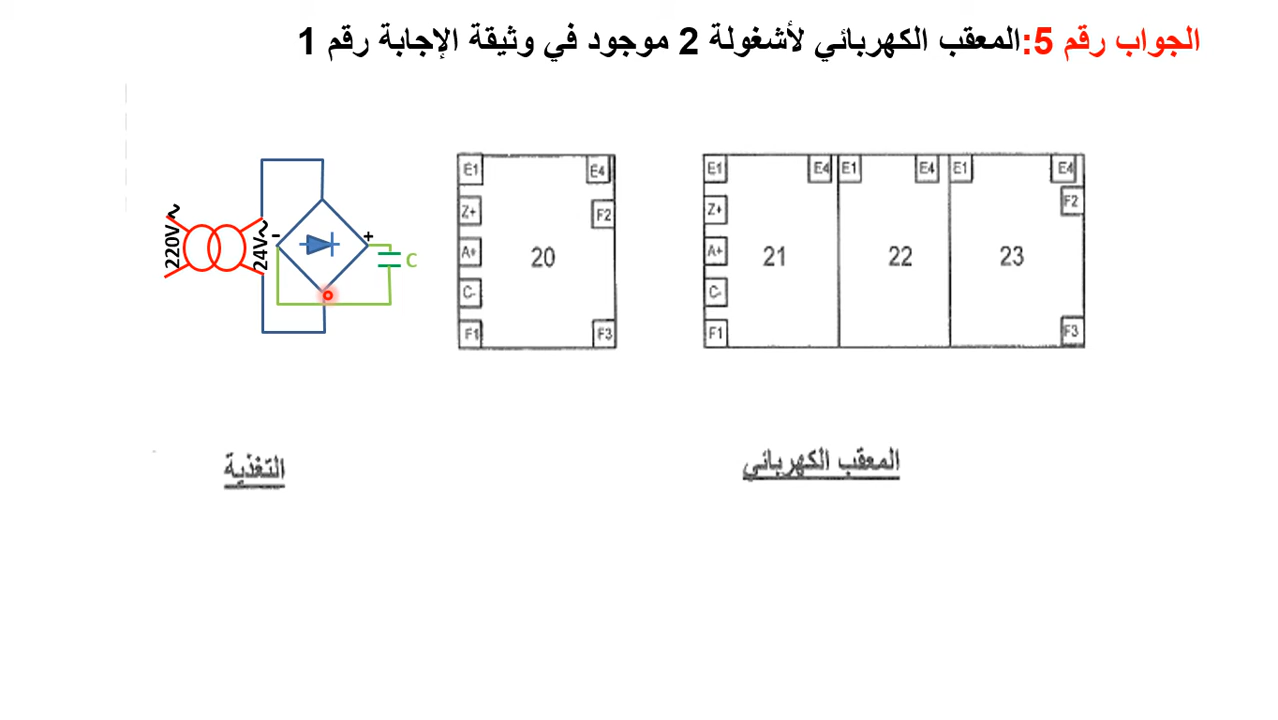 الجواب رقم 5:المعقب الكهربائي لأشغولة 2 موجود في وثيقة الإجابة رقم 1
220V~
24V~
-
+
C
E1
E4
Z+
F2
A+
20
C-
F1
F3
E1
E4
E1
E4
E1
E4
Z+
F2
A+
21
22
23
C-
F1
F3
التغذية
المعقب الكهربائي